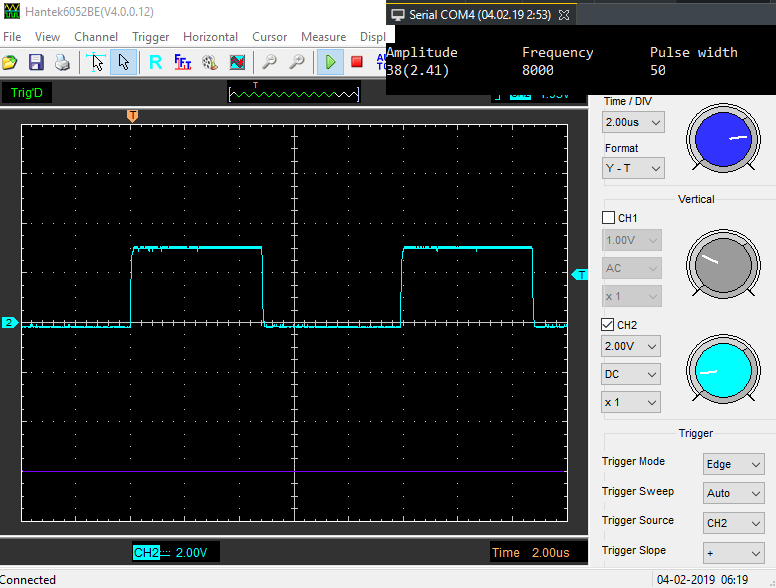 Hantek6052BE(V4.0.0.12)
Serial COM4 (04.02.19 2:53)
File View Channel Trigger Horizontal Cursor Measure Displ
Amplitude Frequency Pulse width
38(2.41) 8000 50
Trig'D
T
Time / DIV
2.00us
Format
Y - T
Vertical
CH1
1.00V
AC
x 1
T
2
CH2
2.00V
DC
x 1
Trigger
Trigger Mode Edge
Trigger Sweep Auto
Trigger Source CH2
Trigger Slope +
CH2 2.00V Time 2.00us
Connected 04-02-2019 06:19